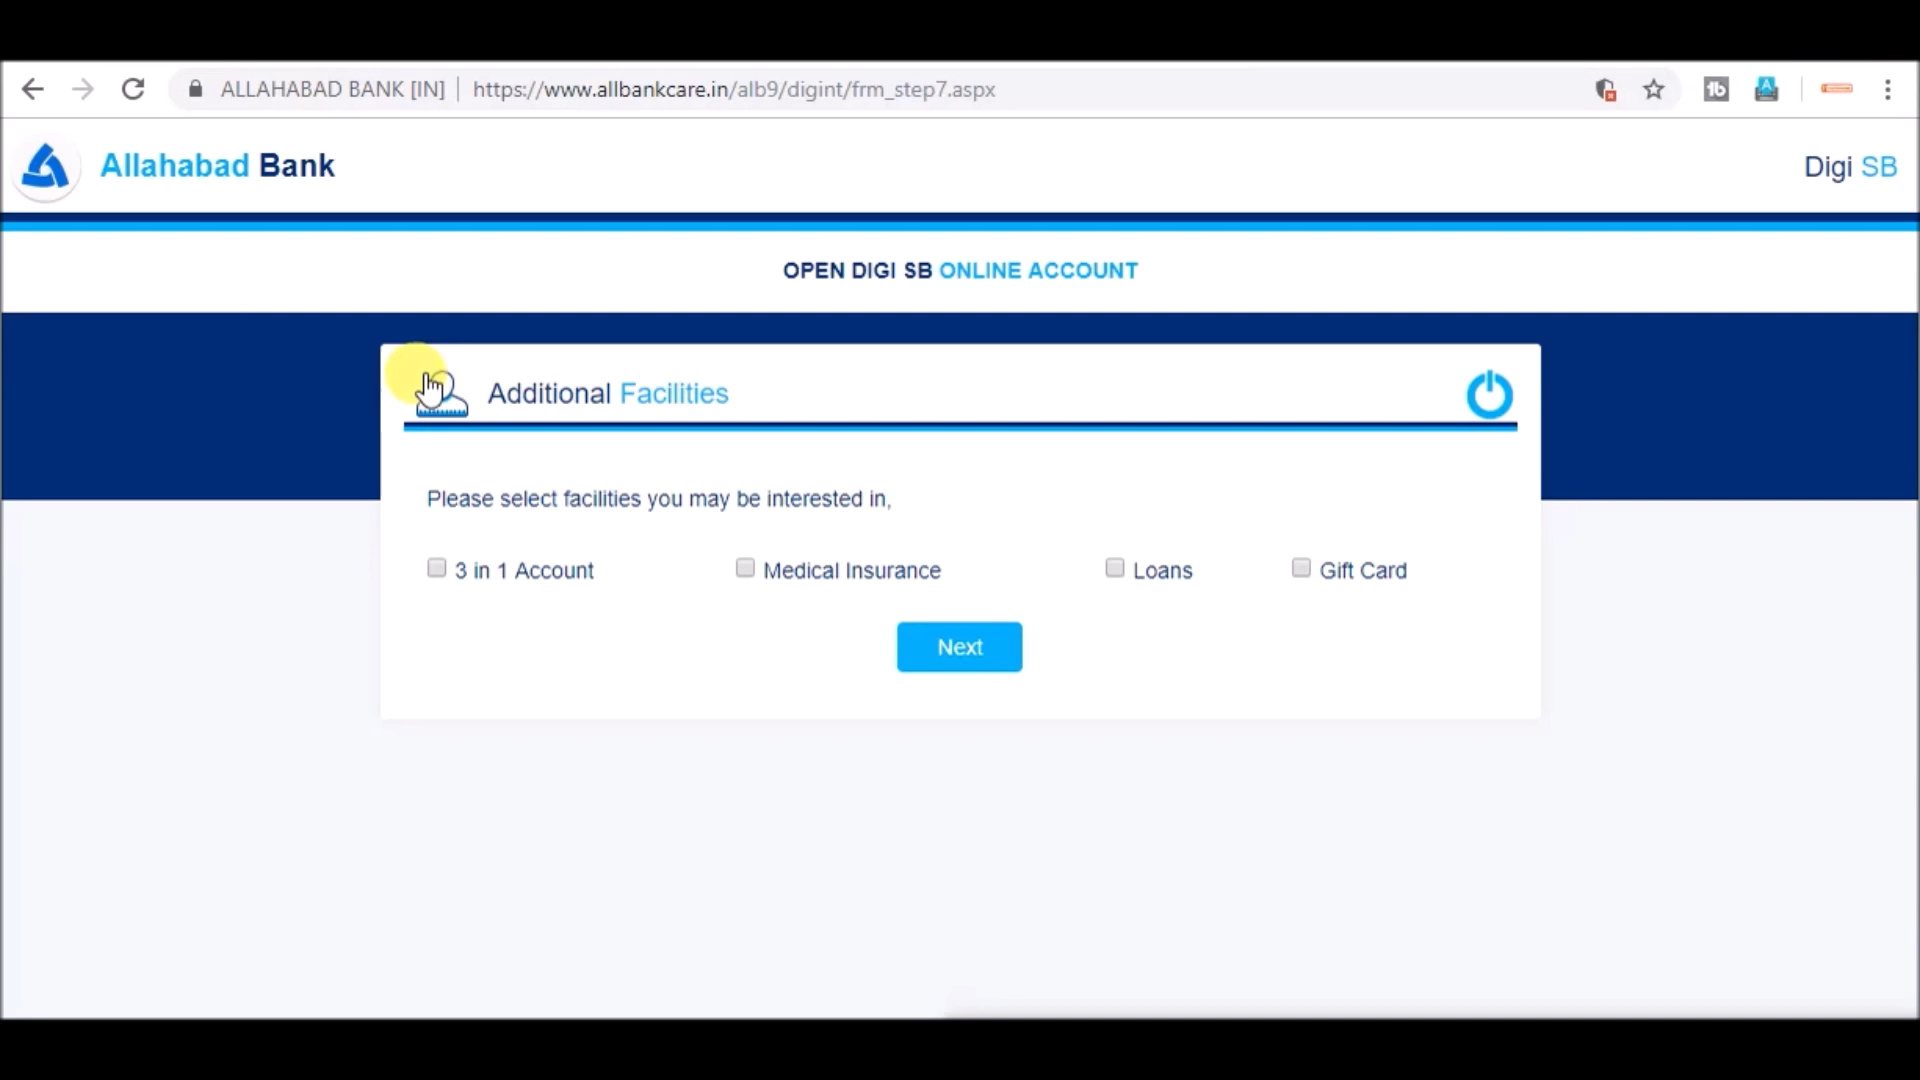 ALLAHABAD BANK [IN] | https://www.allbankcare.in/alb9/digint/frm_step7.aspx
Allahabad Bank
Digi SB
OPEN DIGI SB ONLINE ACCOUNT
Additional Facilities
Please select facilities you may be interested in,
3 in 1 Account Medical Insurance Loans Gift Card
Next